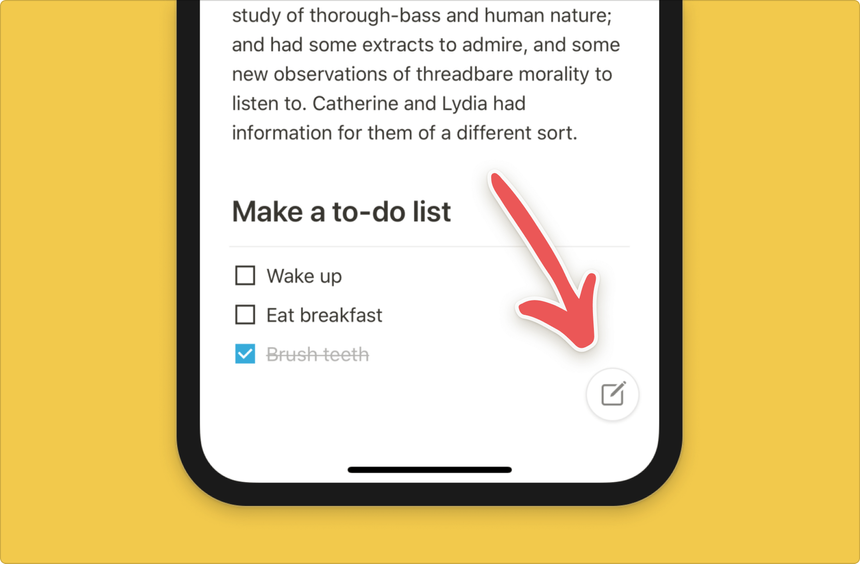 study of thorough-bass and human nature;
and had some extracts to admire, and some
new observations of threadbare morality to
listen to. Catherine and Lydia had
information for them of a different sort.
Make a to-do list
Wake up
Eat breakfast
Brush teeth